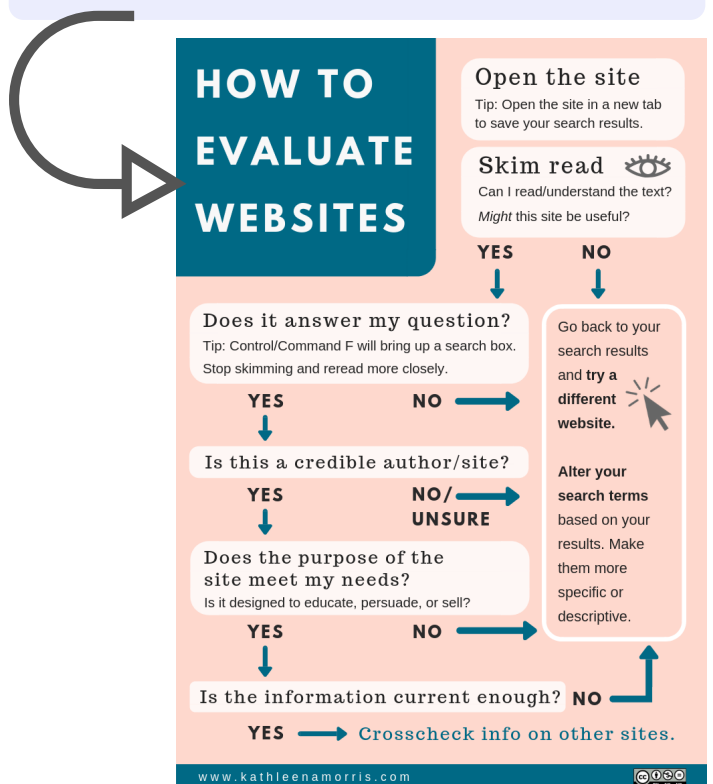 HOW TO
EVALUATE
WEBSITES
Open the site
Tip: Open the site in a new tab
to save your search results.
Skim read
Can I read/understand the text?
Might this site be useful?
YES
NO
Does it answer my question?
Tip: Control/Command F will bring up a search box.
Stop skimming and reread more closely.
YES
NO
Go back to your
search results
and try a
different
website.
Alter your
search terms
based on your
results. Make
them more
specific or
descriptive.
Is this a credible author/site?
YES
NO/
UNSURE
Does the purpose of the
site meet my needs?
Is it designed to educate, persuade, or sell?
YES
NO
Is the information current enough?
NO
YES
Crosscheck info on other sites.
www.kathleenamorris.com
cc